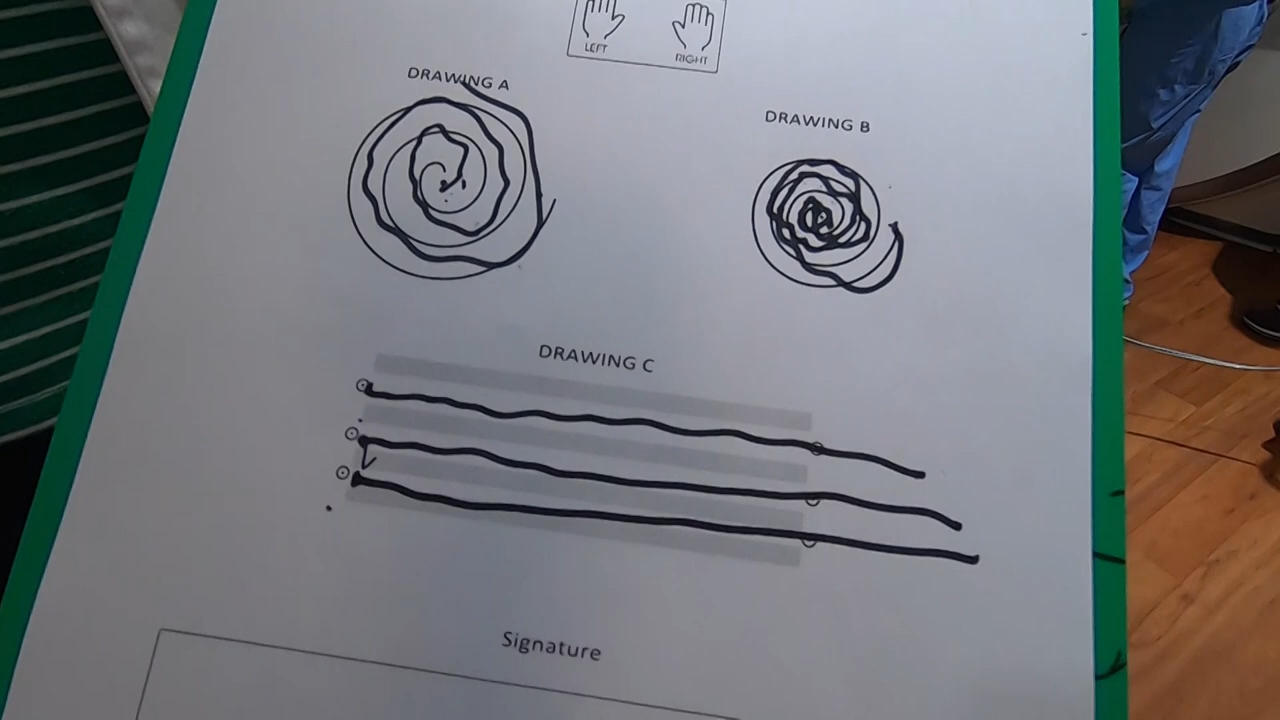 LEFT
RIGHT
DRAWING A
DRAWING B
DRAWING C
Signature